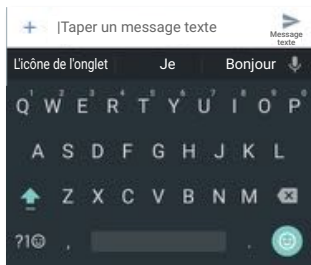 + Taper un message texte
Message
texte
L'icône de l'onglet Je Bonjour
1 2 3 4 5 6 7 8 9 0
Q W E R T Y U I O P
A S D F G H J K L
Z X C V B N M
?1☺ , .